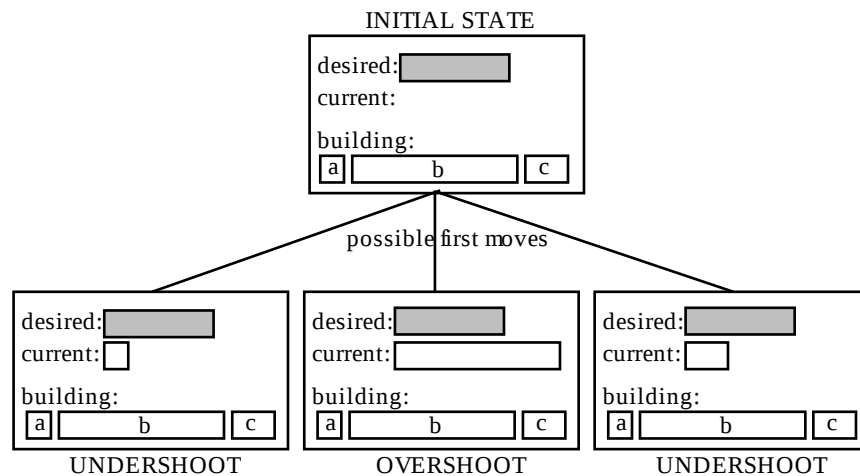 INITIAL STATE
desired:
current:
building:
a b c
possible first moves
desired: desired: desired:
current: current: current:
building: building: building:
a b c a b c a b c
UNDERSHOOT OVERSHOOT UNDERSHOOT